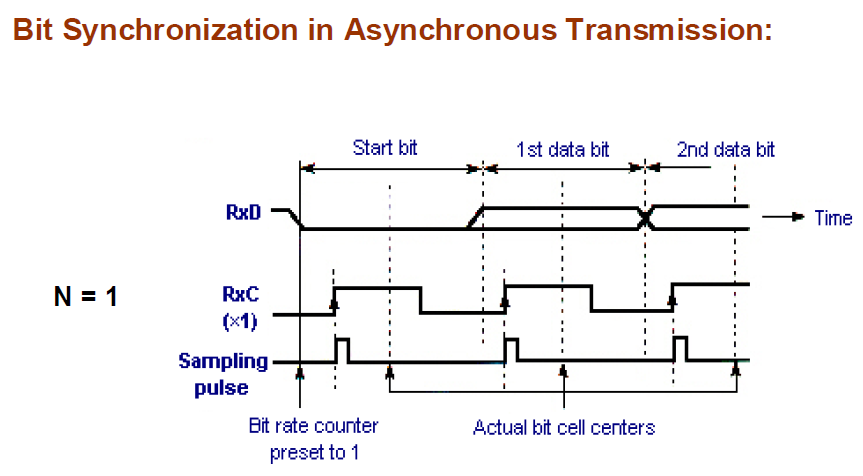 Bit Synchronization in Asynchronous Transmission:
Start bit
1st data bit
2nd data bit
RxD
Time
N = 1
RxC
(×1)
Sampling
pulse
Bit rate counter
preset to 1
Actual bit cell centers